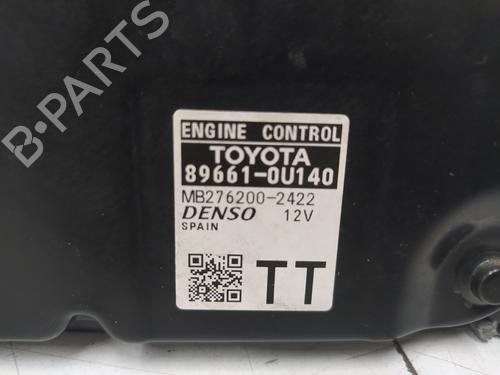 B-PARTS
ENGINE CONTROL
TOYOTA
89661-0U140
MB276200-2422
DENSO 12V
SPAIN
TT